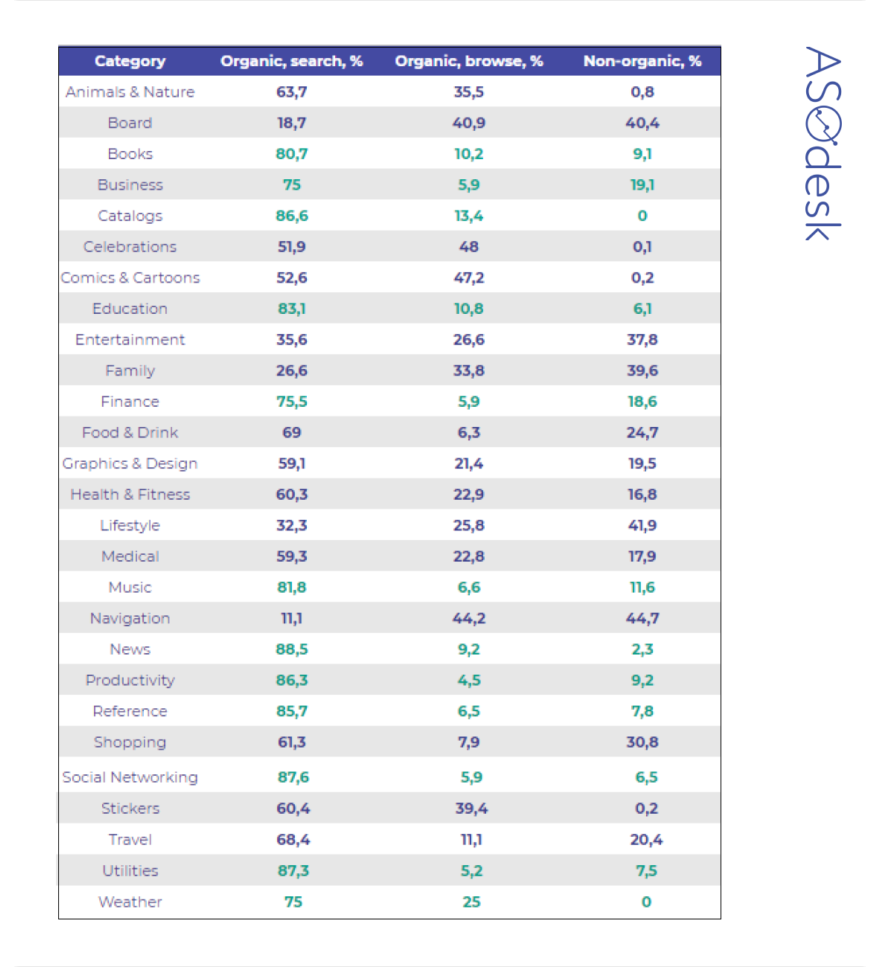 Category Organic, search, % Organic, browse, % Non-organic, %
Animals & Nature 63,7 35,5 0,8
Board 18,7 40,9 40,4
Books 80,7 10,2 9,1
Business 75 5,9 19,1
Catalogs 86,6 13,4 0
Celebrations 51,9 48 0,1
Comics & Cartoons 52,6 47,2 0,2
Education 83,1 10,8 6,1
Entertainment 35,6 26,6 37,8
Family 26,6 33,8 39,6
Finance 75,5 5,9 18,6
Food & Drink 69 6,3 24,7
Graphics & Design 59,1 21,4 19,5
Health & Fitness 60,3 22,9 16,8
Lifestyle 32,3 25,8 41,9
Medical 59,3 22,8 17,9
Music 81,8 6,6 11,6
Navigation 11,1 44,2 44,7
News 88,5 9,2 2,3
Productivity 86,3 4,5 9,2
Reference 85,7 6,5 7,8
Shopping 61,3 7,9 30,8
Social Networking 87,6 5,9 6,5
Stickers 60,4 39,4 0,2
Travel 68,4 11,1 20,4
Utilities 87,3 5,2 7,5
Weather 75 25 0
ASOdesk